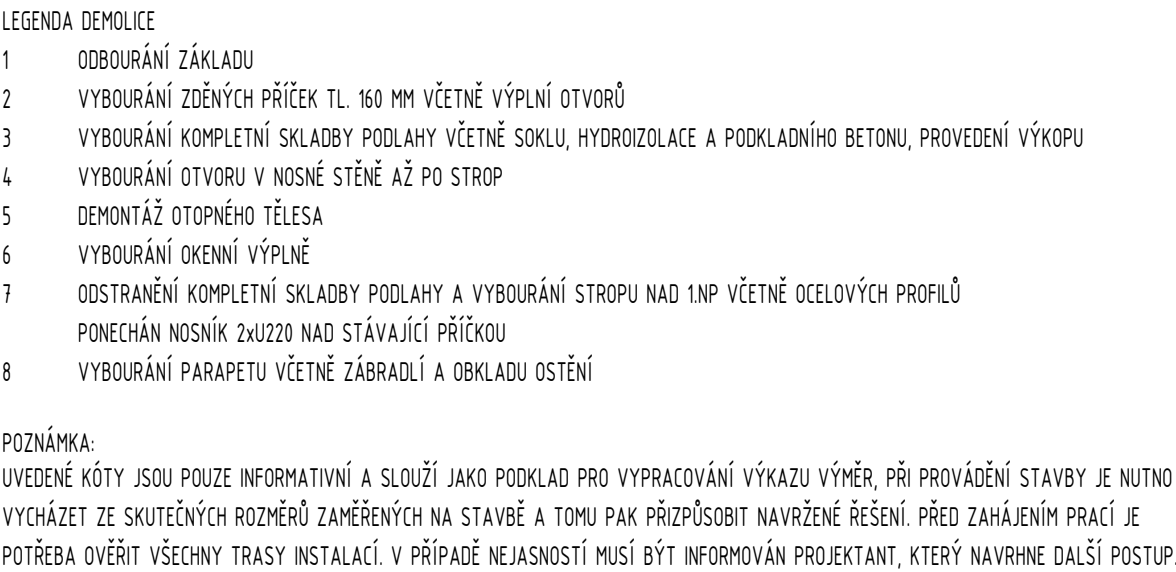 LEGENDA DEMOLICE
1 ODBOURÁNÍ ZÁKLADU
2 VYBOURÁNÍ ZDĚNÝCH PŘÍČEK TL. 160 MM VČETNĚ VÝPLNÍ OTVORŮ
3 VYBOURÁNÍ KOMPLETNÍ SKLADBY PODLAHY VČETNĚ SOKLU, HYDROIZOLACE A PODKLADNÍHO BETONU, PROVEDENÍ VÝKOPU
4 VYBOURÁNÍ OTVORU V NOSNÉ STĚNĚ AŽ PO STROP
5 DEMONTÁŽ OTOPNÉHO TĚLESA
6 VYBOURÁNÍ OKENNÍ VÝPLNĚ
7 ODSTRANĚNÍ KOMPLETNÍ SKLADBY PODLAHY A VYBOURÁNÍ STROPU NAD 1.NP VČETNĚ OCELOVÝCH PROFILŮ
PONECHÁN NOSNÍK 2xU220 NAD STÁVAJÍCÍ PŘÍČKOU
8 VYBOURÁNÍ PARAPETU VČETNĚ ZÁBRADLÍ A OBKLADU OSTĚNÍ
POZNÁMKA:
UVEDENÉ KÓTY JSOU POUZE INFORMATIVNÍ A SLOUŽÍ JAKO PODKLAD PRO VYPRACOVÁNÍ VÝKAZU VÝMĚR, PŘI PROVÁDĚNÍ STAVBY JE NUTNO
VYCHÁZET ZE SKUTEČNÝCH ROZMĚRŮ ZAMĚŘENÝCH NA STAVBĚ A TOMU PAK PŘIZPŮSOBIT NAVRŽENÉ ŘEŠENÍ. PŘED ZAHÁJENÍM PRACÍ JE
POTŘEBA OVĚŘIT VŠECHNY TRASY INSTALACÍ. V PŘÍPADĚ NEJASNOSTÍ MUSÍ BÝT INFORMOVÁN PROJEKTANT, KTERÝ NAVRHNE DALŠÍ POSTUP.